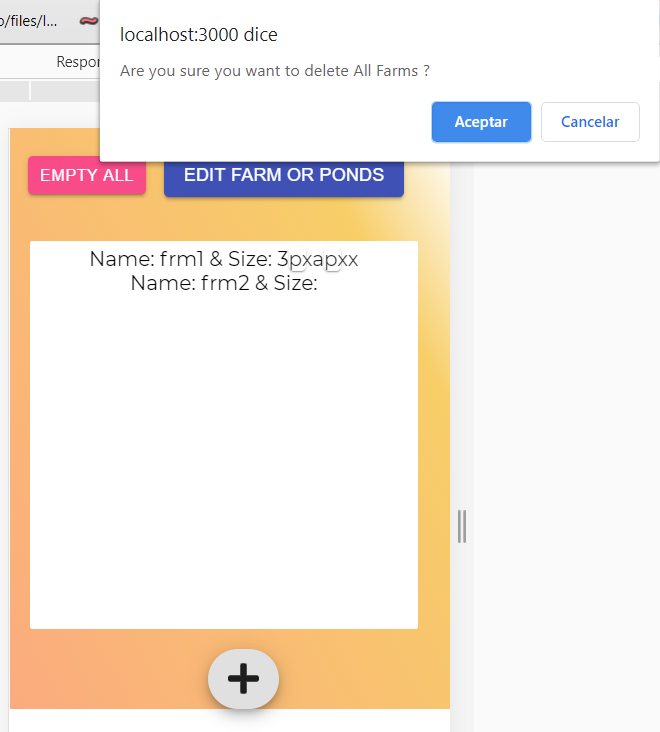 o/files/l...
localhost:3000 dice
Respor
Are you sure you want to delete All Farms ?
Aceptar
Cancelar
EMPTY ALL
EDIT FARM OR PONDS
Name: frm1 & Size: 3pxapxx
Name: frm2 & Size: